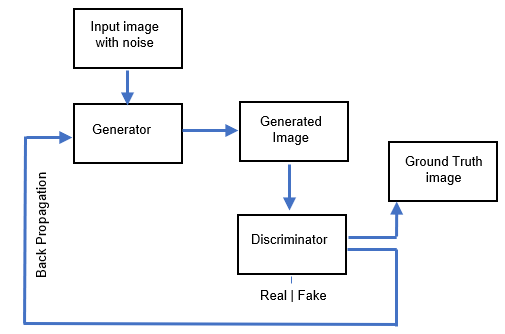 Input image
with noise
Generator
Generated
Image
Ground Truth
image
Back Propagation
Discriminator
Real | Fake